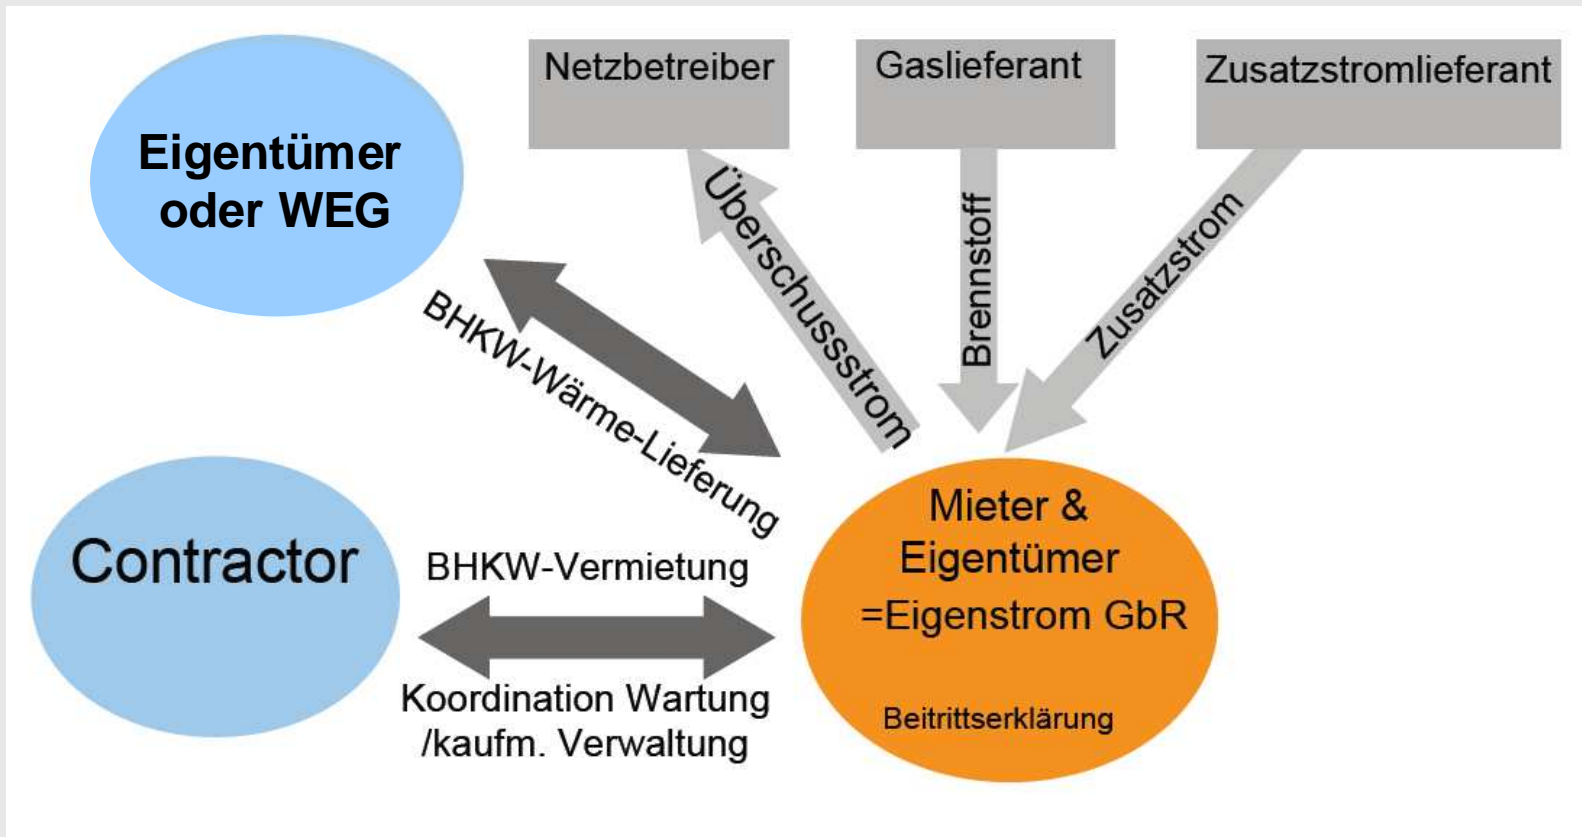 Netzbetreiber
Gaslieferant
Zusatzstromlieferant
Eigentümer
oder WEG
Überschussstrom
Brennstoff
Zusatzstrom
BHKW-Wärme-Lieferung
Contractor
BHKW-Vermietung
Koordination Wartung
/kaufm. Verwaltung
Mieter &
Eigentümer
=Eigenstrom GbR
Beitrittserklärung